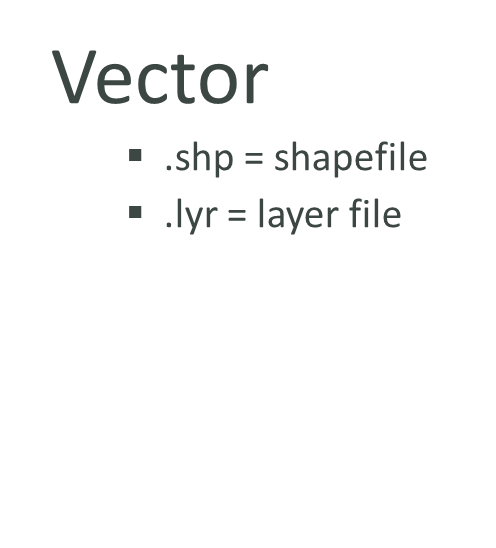 Vector
▪ .shp = shapefile
▪ .lyr = layer file